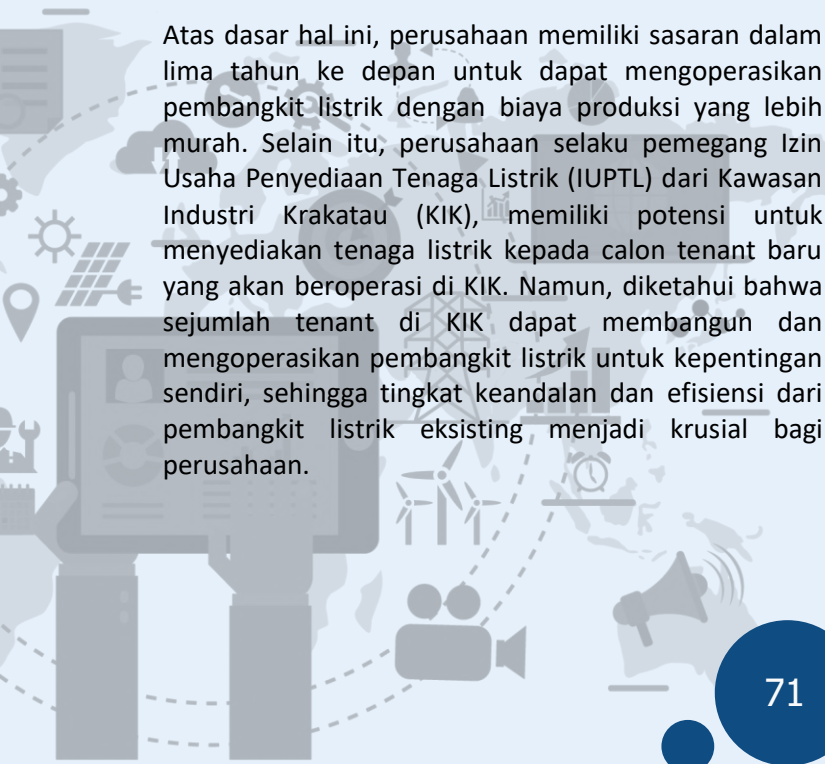 Atas dasar hal ini, perusahaan memiliki sasaran dalam
lima tahun ke depan untuk dapat mengoperasikan
pembangkit listrik dengan biaya produksi yang lebih
murah. Selain itu, perusahaan selaku pemegang Izin
Usaha Penyediaan Tenaga Listrik (IUPTL) dari Kawasan
Industri Krakatau (KIK), memiliki potensi untuk
menyediakan tenaga listrik kepada calon tenant baru
yang akan beroperasi di KIK. Namun, diketahui bahwa
sejumlah tenant di KIK dapat membangun dan
mengoperasikan pembangkit listrik untuk kepentingan
sendiri, sehingga tingkat keandalan dan efisiensi dari
pembangkit listrik eksisting menjadi krusial bagi
perusahaan.
71